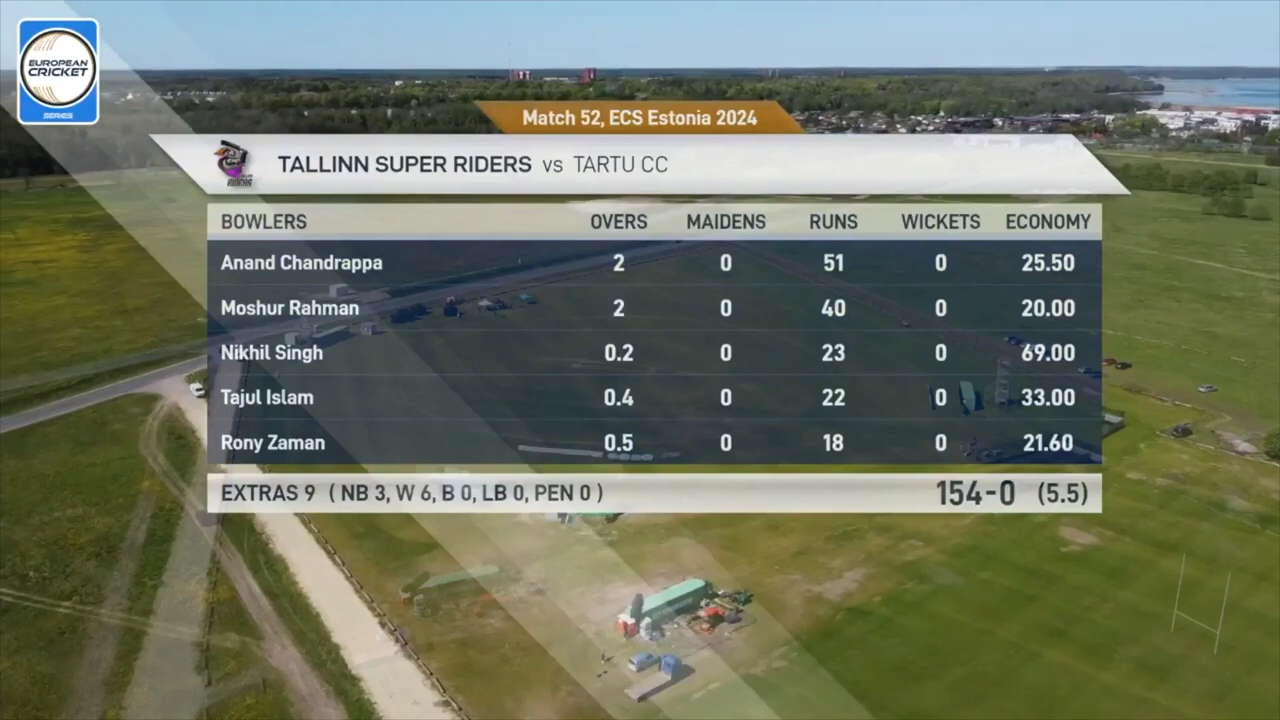 EUROPEAN
CRICKET
SERIES
Match 52, ECS Estonia 2024
TALLINN SUPER RIDERS vs TARTU CC
BOWLERS OVERS MAIDENS RUNS WICKETS ECONOMY
Anand Chandrappa 2 0 51 0 25.50
Moshur Rahman 2 0 40 0 20.00
Nikhil Singh 0.2 0 23 0 69.00
Tajul Islam 0.4 0 22 0 33.00
Rony Zaman 0.5 0 18 0 21.60
EXTRAS 9 ( NB 3, W 6, B 0, LB 0, PEN 0 ) 154-0 (5.5)